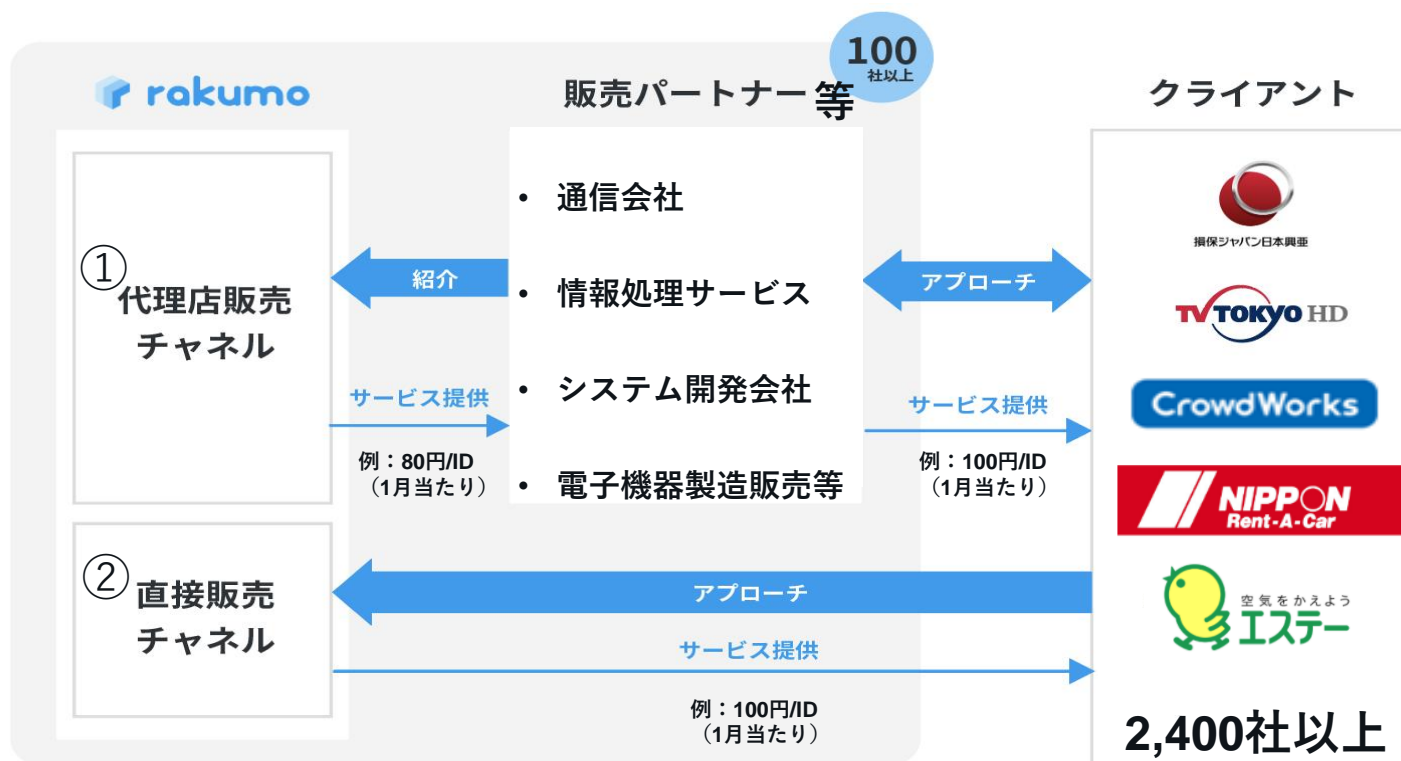 100
社以上
rakumo
販売パートナー等
クライアント
①
代理店販売
チャネル
紹介
サービス提供
例：80円/ID
（1月当たり）
• 通信会社
• 情報処理サービス
• システム開発会社
• 電子機器製造販売等
アプローチ
サービス提供
例：100円/ID
（1月当たり）
損保ジャパン日本興亜
TV TOKYO HD
CrowdWorks
NIPPON
Rent-A-Car
空気をかえよう
エステー
2,400社以上
②
直接販売
チャネル
アプローチ
サービス提供
例：100円/ID
（1月当たり）